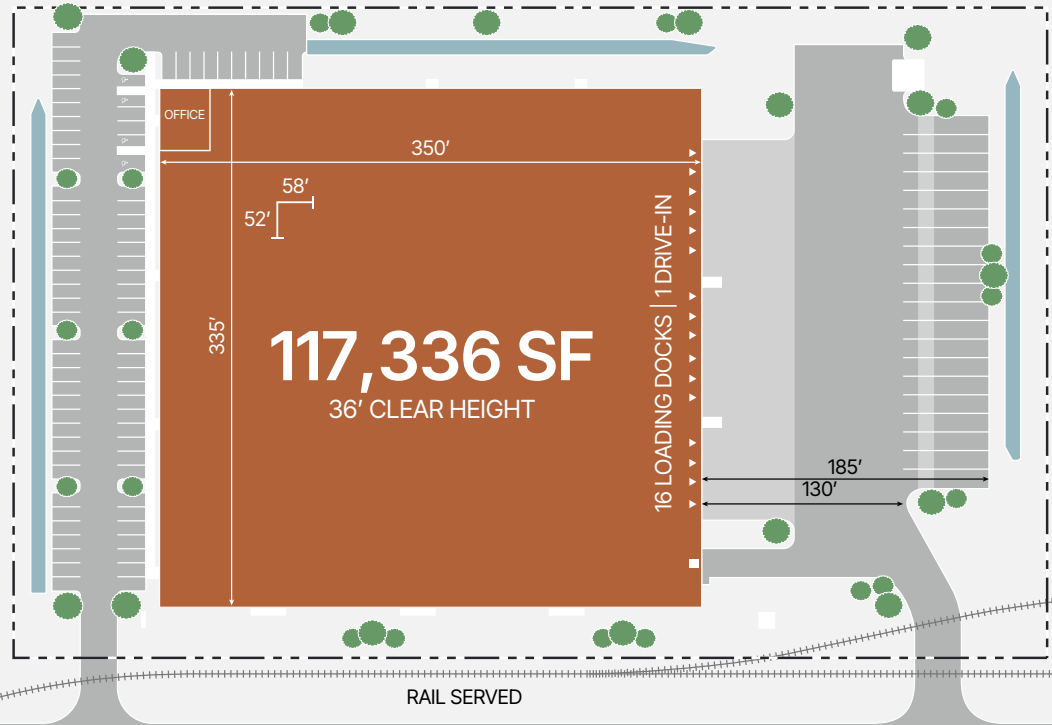 OFFICE
350′
58′
52′
335′
117,336 SF
36′ CLEAR HEIGHT
16 LOADING DOCKS | 1 DRIVE-IN
185′
130′
RAIL SERVED